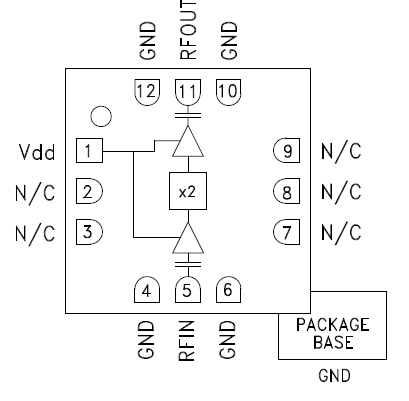 GND
RFOUT
GND
12
11
10
Vdd
1
9
N/C
N/C
2
x2
8
N/C
N/C
3
7
N/C
4
5
6
GND
RFIN
GND
PACKAGE
BASE
GND